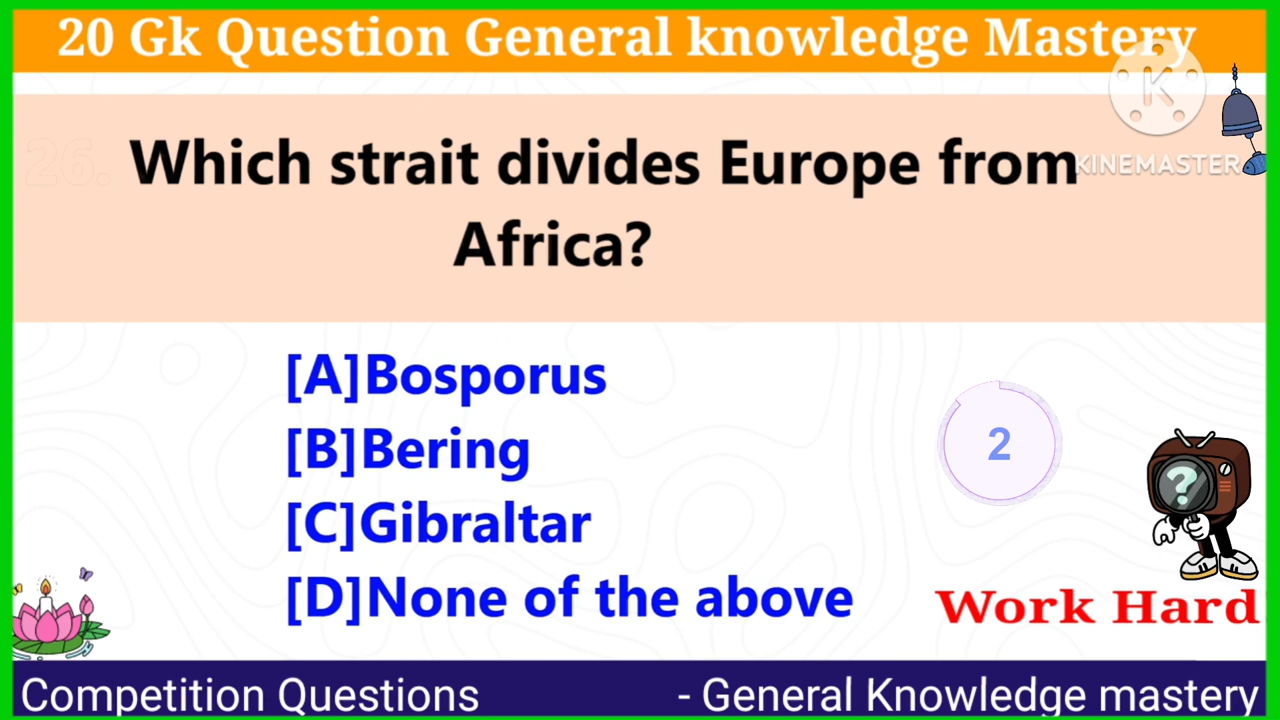 20 Gk Question General knowledge Mastery
K
KINEMASTER
26. Which strait divides Europe from
Africa?
[A]Bosporus
[B]Bering
[C]Gibraltar
[D]None of the above
2
?
Work Hard
Competition Questions
- General Knowledge mastery